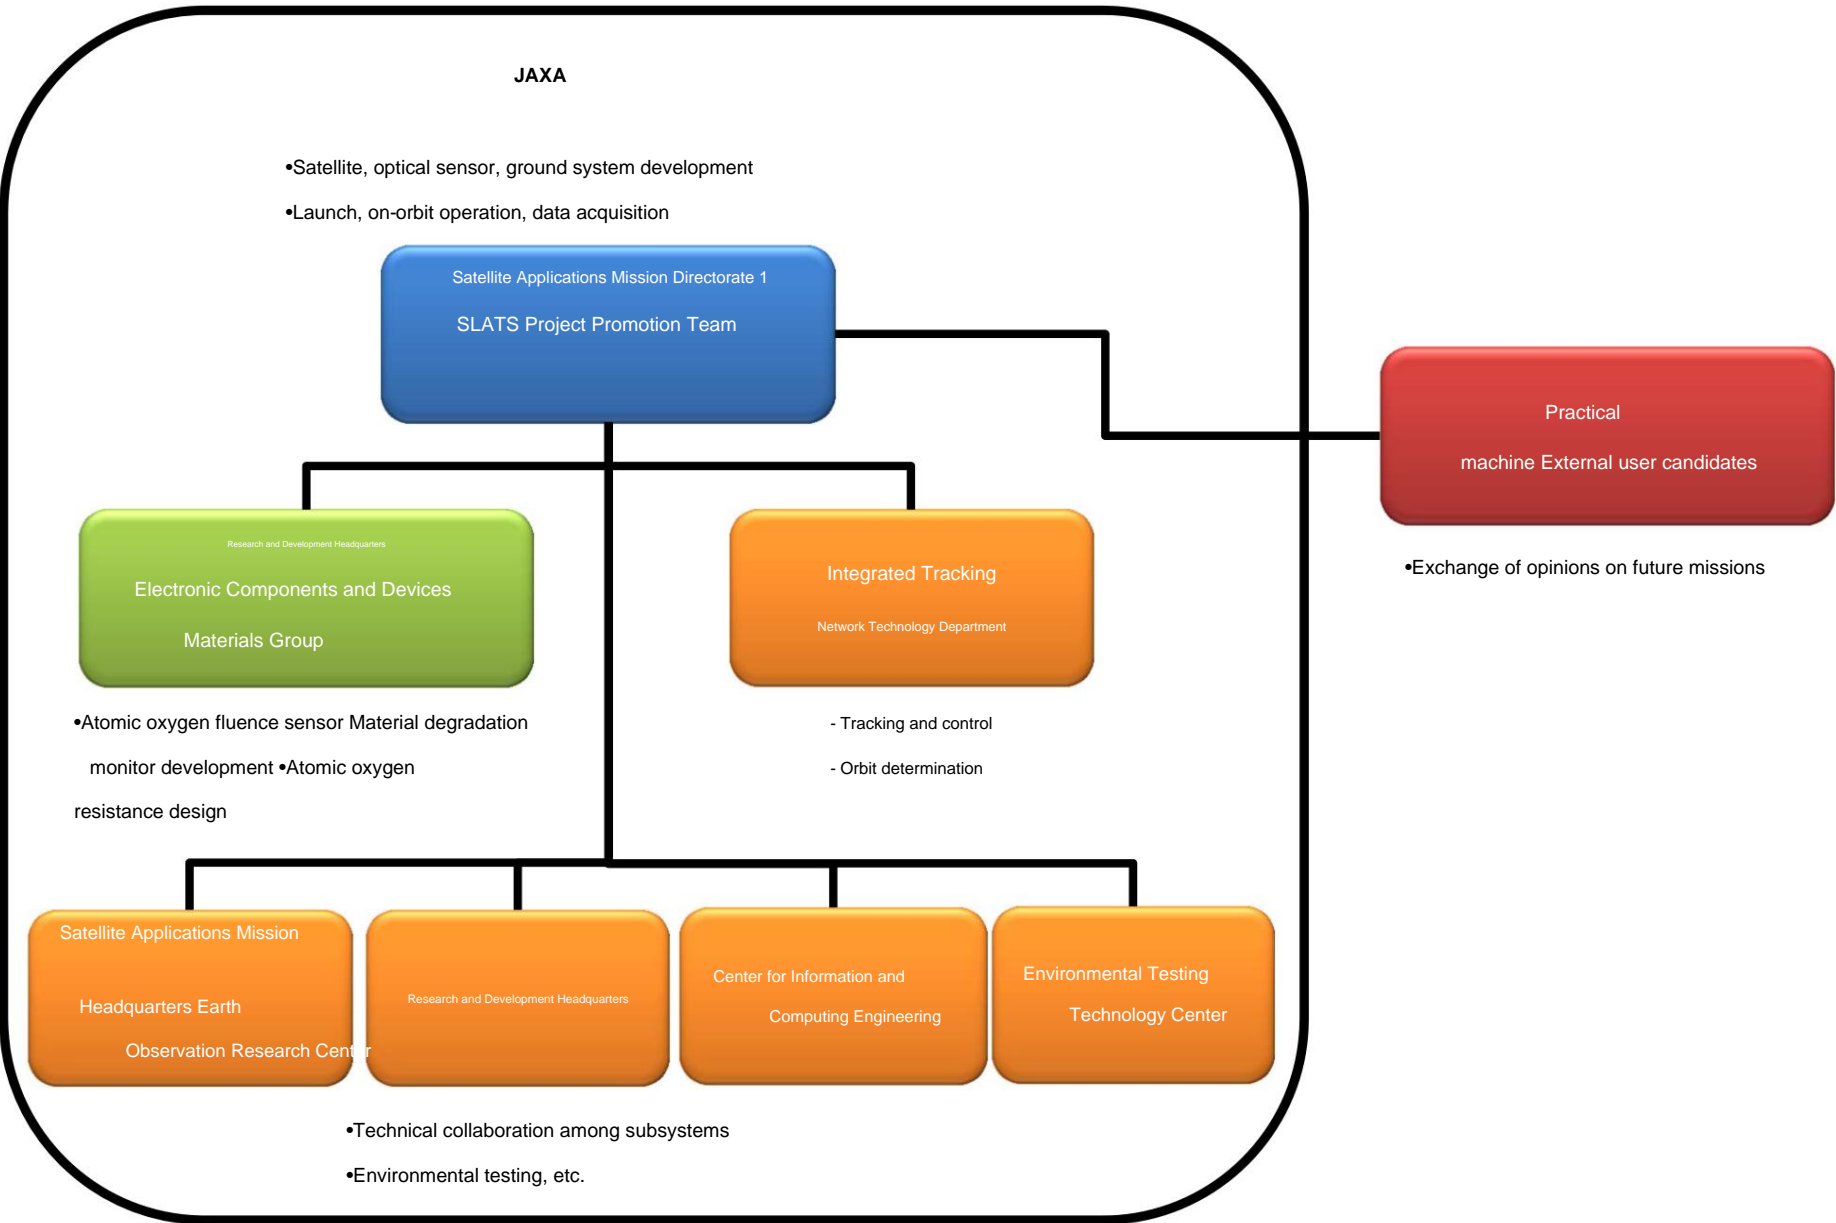 JAXA
•Satellite, optical sensor, ground system development
•Launch, on-orbit operation, data acquisition
Satellite Applications Mission Directorate 1
SLATS Project Promotion Team
Practical
machine External user candidates
•Exchange of opinions on future missions
Research and Development Headquarters
Electronic Components and Devices
Materials Group
Integrated Tracking
Network Technology Department
•Atomic oxygen fluence sensor Material degradation
monitor development •Atomic oxygen
resistance design
- Tracking and control
- Orbit determination
Satellite Applications Mission
Headquarters Earth
Observation Research Center
Research and Development Headquarters
Center for Information and
Computing Engineering
Environmental Testing
Technology Center
•Technical collaboration among subsystems
•Environmental testing, etc.